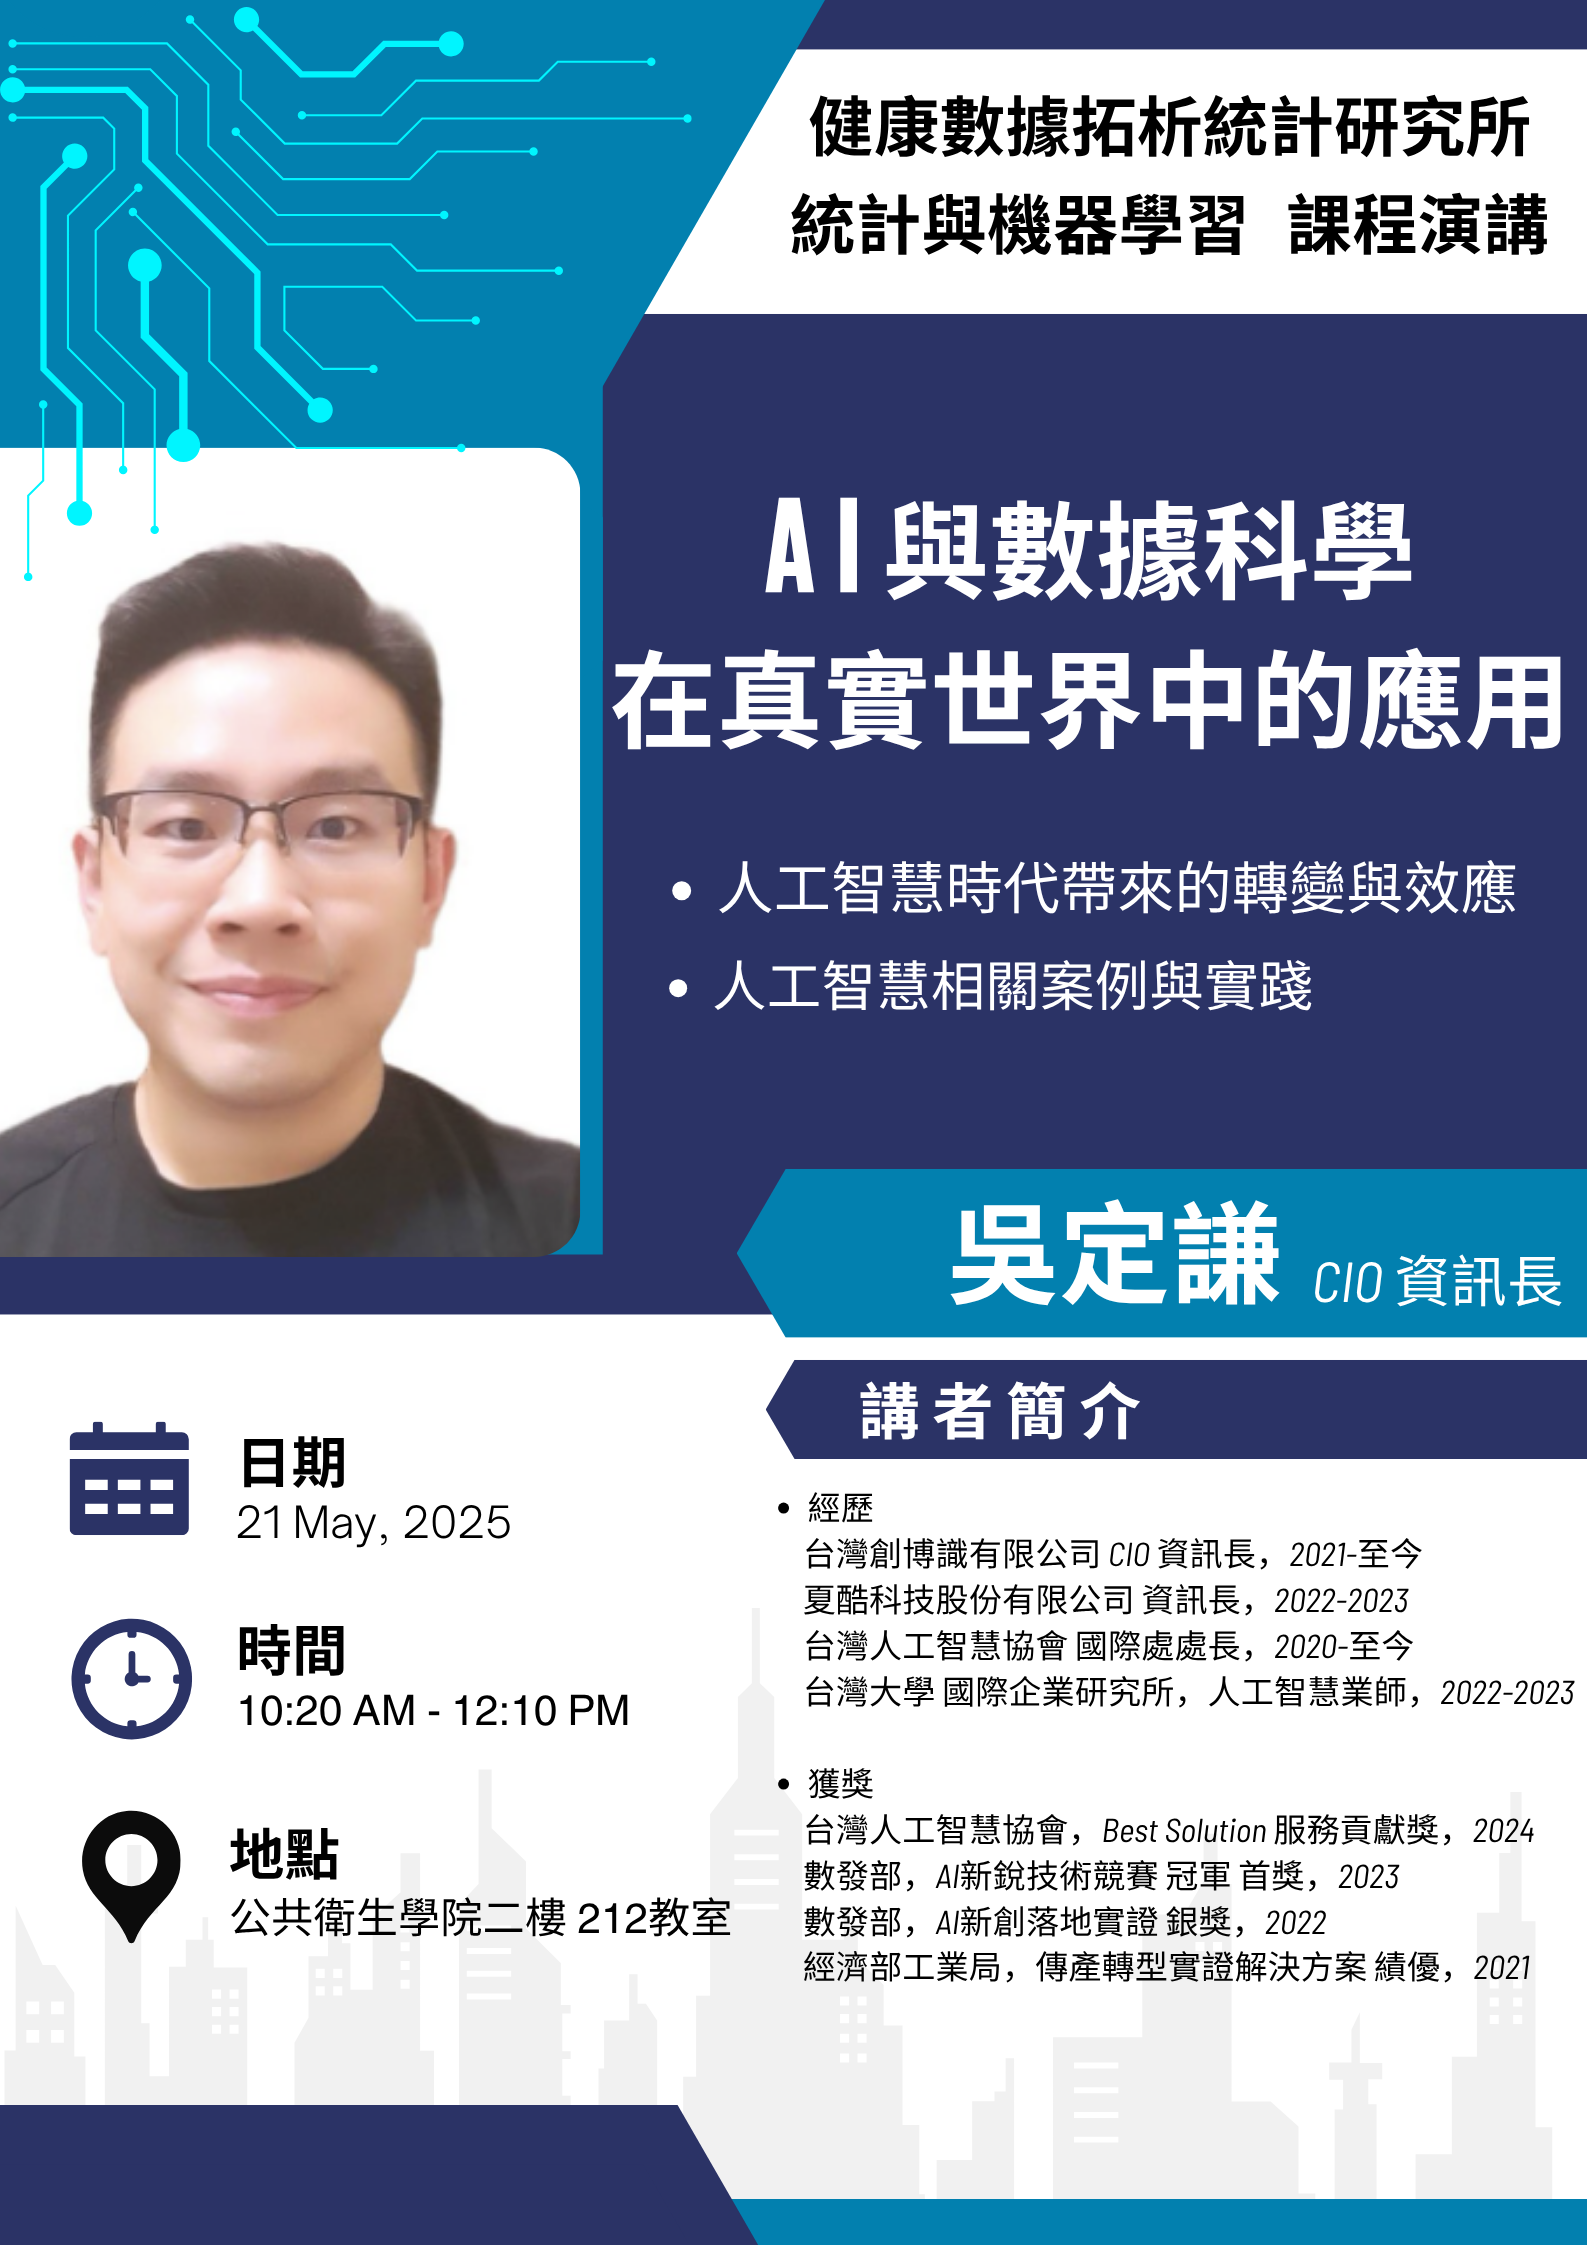 健康數據拓析統計研究所
統計與機器學習 課程演講
AI與數據科學
在真實世界中的應用
• 人工智慧時代帶來的轉變與效應
• 人工智慧相關案例與實踐
吳定謙 CIO 資訊長
講者簡介
• 經歷
台灣創博識有限公司 CIO 資訊長，2021-至今
夏酷科技股份有限公司 資訊長，2022-2023
台灣人工智慧協會 國際處處長，2020-至今
台灣大學 國際企業研究所，人工智慧業師，2022-2023
• 獲獎
台灣人工智慧協會，Best Solution 服務貢獻獎，2024
數發部，AI新銳技術競賽 冠軍 首獎，2023
數發部，AI新創落地實證 銀獎，2022
經濟部工業局，傳產轉型實證解決方案 績優，2021
日期
21 May, 2025
時間
10:20 AM - 12:10 PM
地點
公共衛生學院二樓 212教室